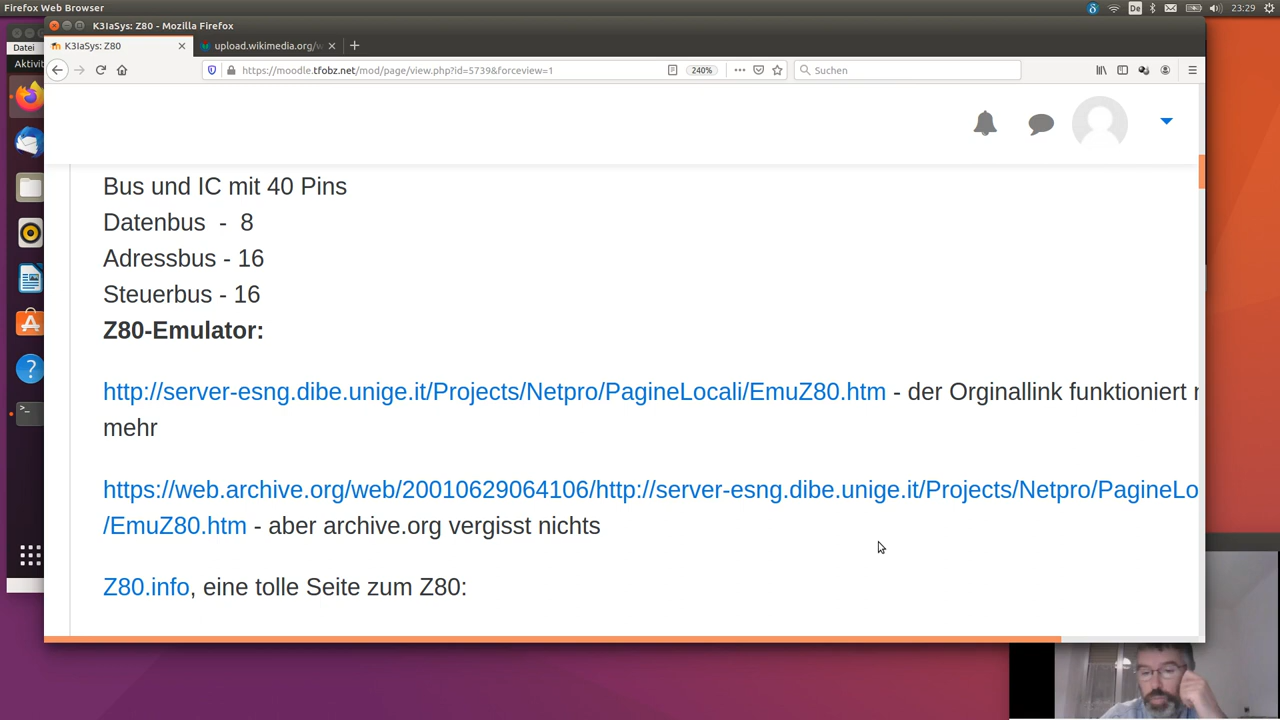 Firefox Web Browser
De
23:29
K3IaSys: Z80 - Mozilla Firefox
Datei
K3IaSys: Z80
upload.wikimedia.org/w
Aktivit
https://moodle.tfobz.net/mod/page/view.php?id=5739&forceview=1
240%
Suchen
Bus und IC mit 40 Pins
Datenbus - 8
Adressbus - 16
Steuerbus - 16
Z80-Emulator:
http://server-esng.dibe.unige.it/Projects/Netpro/PagineLocali/EmuZ80.htm - der Orginallink funktioniert
mehr
https://web.archive.org/web/20010629064106/http://server-esng.dibe.unige.it/Projects/Netpro/PagineLo
/EmuZ80.htm - aber archive.org vergisst nichts
Z80.info, eine tolle Seite zum Z80: